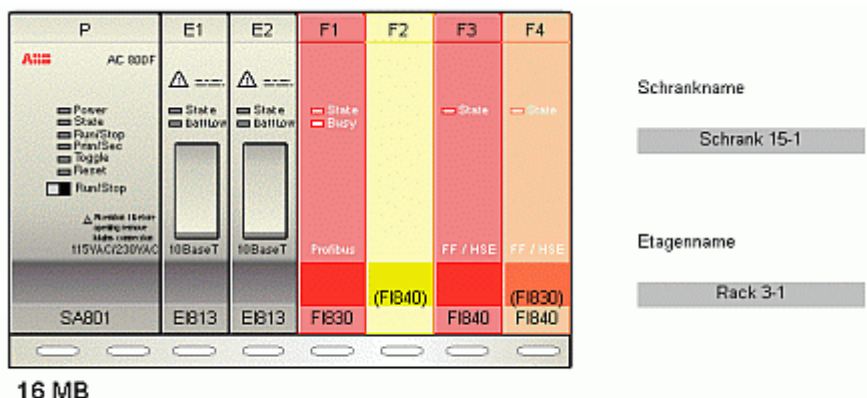 P E1 E2 F1 F2 F3 F4
ABB AC 800F
Power
State
Run/Stop
Prim/Sec
Toggle
Reset
Run/Stop
115VAC/230VAC
SA801
State
BattLow
10BaseT
EI813
State
BattLow
10BaseT
EI813
State
Busy
Profibus
FI830
(FI840)
State
FF / HSE
FI840
State
FF / HSE
(FI830)
FI840
16 MB
Schrankname
Schrank 15-1
Etagenname
Rack 3-1